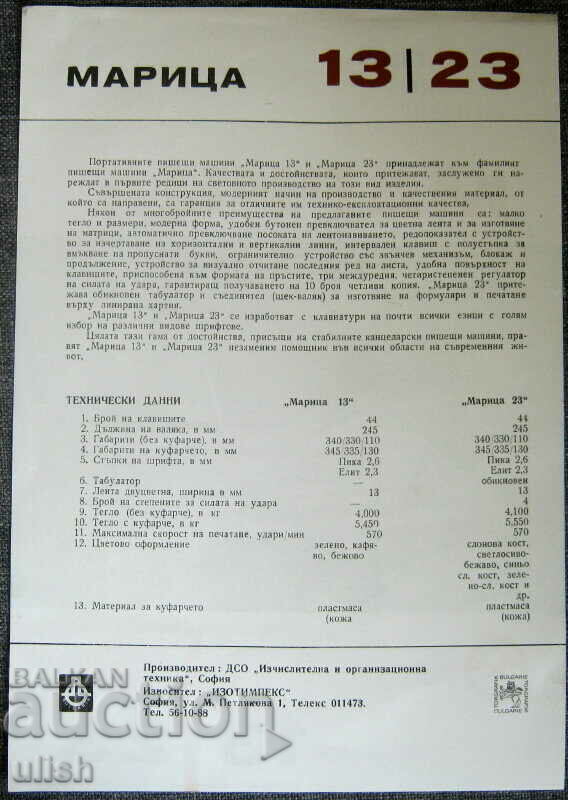 МАРИЦА 13|23
Портативните пишещи машини „Марица 13“ и „Марица 23“ принадлежат към фамилият
пишещи машини „Марица“. Качествата и достойнствата, които притежават, заслужено ги на-
реждат в първите редици на световното производство на този вид изделия.
Съвършената конструкция, модерният начин на производство и качествения материал, от
който са направени, са гаранция за отличните им технико-експлоатационни качества.
Някои от многобройните преимущества на предлаганите пишещи машини са: малко
тегло и размери, модерна форма, удобен бутонен превключвател за цветна лента и за изготвяне
на матрици, автоматично превключване посоката на лентонавиването, редополагател с устройст-
во за изчертаване на хоризонтални и вертикални линии, интервален клавиш с полустъпка за
вмъкване на пропуснати букви, ограничително устройство със звънчев механизъм, блокаж и
продължение, устройство за визуално отчитане последния ред на листа, удобна повърхност на
клавишите, приспособена към формата на пръстите, три междуредия, четиристепенен регулатор
на силата на удара, гарантиращ получаването на 10 броя четливи копия. „Марица 23“ прите-
жава обикновен табулатор и съединител (щек-валяк) за изготвяне на формуляри и печатане
върху линирана хартия.
„Марица 13“ и „Марица 23“ се изработват с клавиатури на почти всички езици с голям
избор на различни видове шрифтове.
Цялата тази гама от достойнства, присъщи на стабилните канцеларски пишещи машини, пра-
вят „Марица 13“ и „Марица 23“ незаменим помощник във всички области на съвременния жи-
вот.
ТЕХНИЧЕСКИ ДАННИ „Марица 13“ „Марица 23“
1. Брой на клавишите 44 44
2. Дължина на валяка, в мм 245 245
3. Габарити (без куфарче), в мм 340/330/110 340/330/110
4. Габарити на куфарчето, в мм 345/335/130 345/335/130
5. Стъпки на шрифта, в мм Пика 2,6 Пика 2,6
Елит 2,3 Елит 2,3
6. Табулатор — обикновен
7. Лента двуцветна, ширина в мм 13 13
8. Брой на степените за силата на удара — 4
9. Тегло (без куфарче), в кг 4,000 4,100
10. Тегло с куфарче, в кг 5,450 5,550
11. Максимална скорост на печатане, удари/мин 570 570
12. Цветово оформление зелено, кафя- слонова кост,
во, бежово светлосиво-
бежаво, синьо
сл. кост, зеле-
но-сл. кост и
др.
13. Материал за куфарчето пластмаса пластмаса
(кожа (кожа)
Производител: ДСО „Изчислителна и организационна
техника“, София
Износител: „ИЗОТИМПЕКС“
София, ул. М. Петлякова 1, Телекс 011473.
Тел. 56-10-88
BULGARIE
BALKAN
auction
ulish